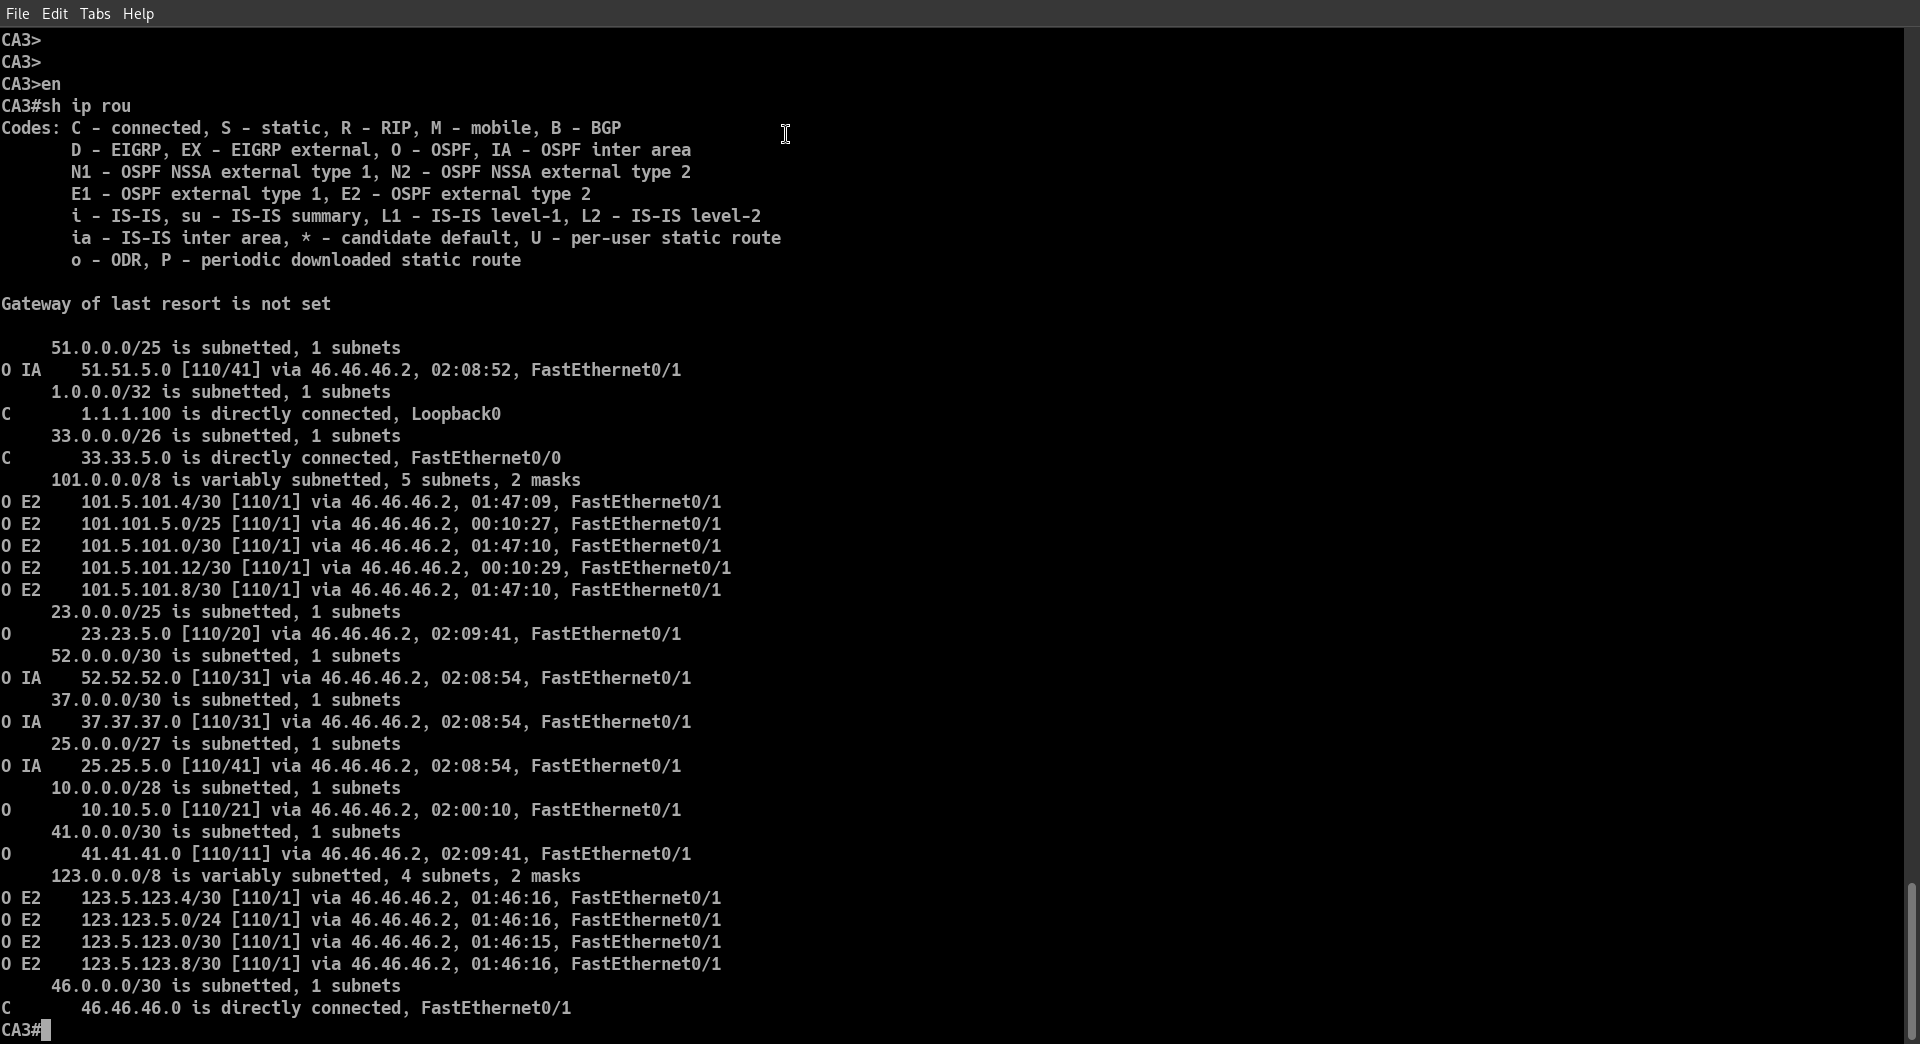 File Edit Tabs Help
CA3>
CA3>
CA3>en
CA3#sh ip rou
Codes: C - connected, S - static, R - RIP, M - mobile, B - BGP
       D - EIGRP, EX - EIGRP external, O - OSPF, IA - OSPF inter area
       N1 - OSPF NSSA external type 1, N2 - OSPF NSSA external type 2
       E1 - OSPF external type 1, E2 - OSPF external type 2
       i - IS-IS, su - IS-IS summary, L1 - IS-IS level-1, L2 - IS-IS level-2
       ia - IS-IS inter area, * - candidate default, U - per-user static route
       o - ODR, P - periodic downloaded static route
Gateway of last resort is not set
     51.0.0.0/25 is subnetted, 1 subnets
O IA    51.51.5.0 [110/41] via 46.46.46.2, 02:08:52, FastEthernet0/1
     1.0.0.0/32 is subnetted, 1 subnets
C       1.1.1.100 is directly connected, Loopback0
     33.0.0.0/26 is subnetted, 1 subnets
C       33.33.5.0 is directly connected, FastEthernet0/0
     101.0.0.0/8 is variably subnetted, 5 subnets, 2 masks
O E2    101.5.101.4/30 [110/1] via 46.46.46.2, 01:47:09, FastEthernet0/1
O E2    101.101.5.0/25 [110/1] via 46.46.46.2, 00:10:27, FastEthernet0/1
O E2    101.5.101.0/30 [110/1] via 46.46.46.2, 01:47:10, FastEthernet0/1
O E2    101.5.101.12/30 [110/1] via 46.46.46.2, 00:10:29, FastEthernet0/1
O E2    101.5.101.8/30 [110/1] via 46.46.46.2, 01:47:10, FastEthernet0/1
     23.0.0.0/25 is subnetted, 1 subnets
O       23.23.5.0 [110/20] via 46.46.46.2, 02:09:41, FastEthernet0/1
     52.0.0.0/30 is subnetted, 1 subnets
O IA    52.52.52.0 [110/31] via 46.46.46.2, 02:08:54, FastEthernet0/1
     37.0.0.0/30 is subnetted, 1 subnets
O IA    37.37.37.0 [110/31] via 46.46.46.2, 02:08:54, FastEthernet0/1
     25.0.0.0/27 is subnetted, 1 subnets
O IA    25.25.5.0 [110/41] via 46.46.46.2, 02:08:54, FastEthernet0/1
     10.0.0.0/28 is subnetted, 1 subnets
O       10.10.5.0 [110/21] via 46.46.46.2, 02:00:10, FastEthernet0/1
     41.0.0.0/30 is subnetted, 1 subnets
O       41.41.41.0 [110/11] via 46.46.46.2, 02:09:41, FastEthernet0/1
     123.0.0.0/8 is variably subnetted, 4 subnets, 2 masks
O E2    123.5.123.4/30 [110/1] via 46.46.46.2, 01:46:16, FastEthernet0/1
O E2    123.123.5.0/24 [110/1] via 46.46.46.2, 01:46:16, FastEthernet0/1
O E2    123.5.123.0/30 [110/1] via 46.46.46.2, 01:46:15, FastEthernet0/1
O E2    123.5.123.8/30 [110/1] via 46.46.46.2, 01:46:16, FastEthernet0/1
     46.0.0.0/30 is subnetted, 1 subnets
C       46.46.46.0 is directly connected, FastEthernet0/1
CA3#